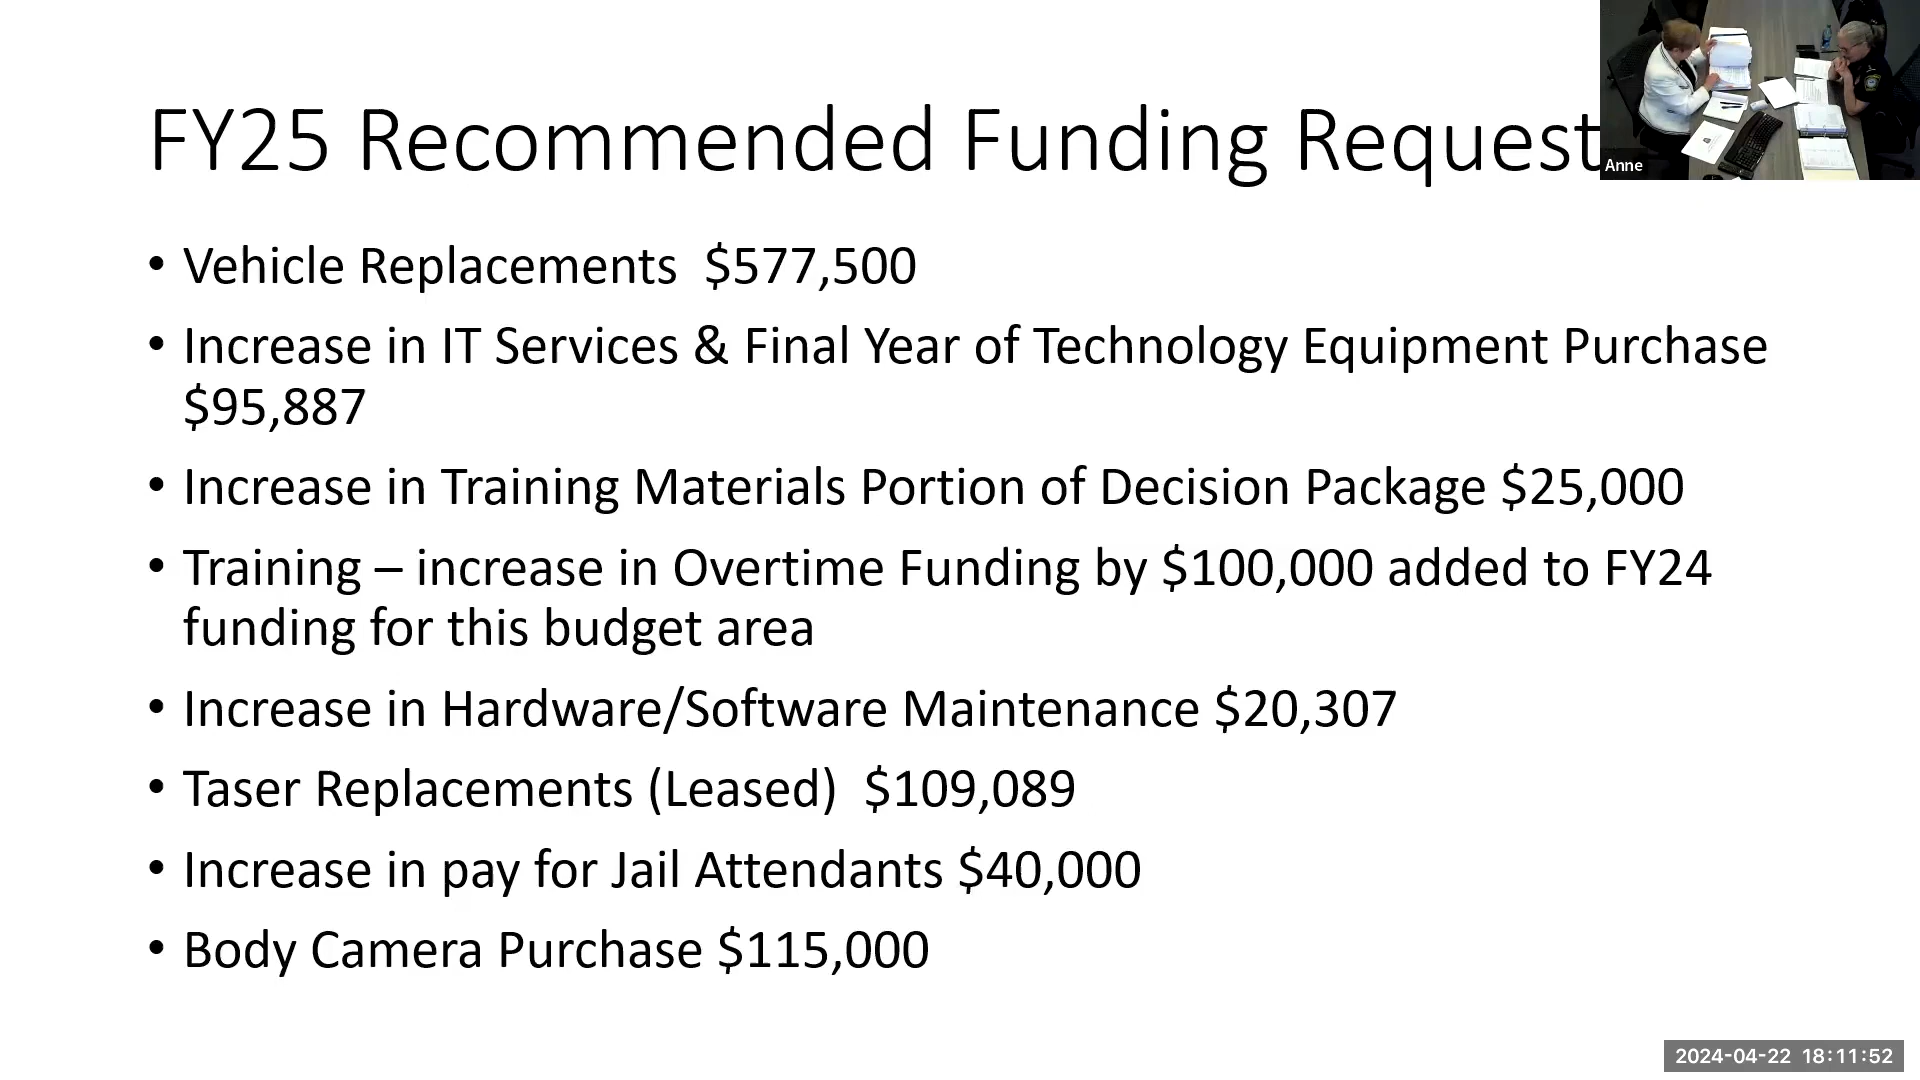 FY25 Recommended Funding Request
Anne
• Vehicle Replacements  $577,500
• Increase in IT Services & Final Year of Technology Equipment Purchase
$95,887
• Increase in Training Materials Portion of Decision Package $25,000
• Training – increase in Overtime Funding by $100,000 added to FY24
funding for this budget area
• Increase in Hardware/Software Maintenance $20,307
• Taser Replacements (Leased)  $109,089
• Increase in pay for Jail Attendants $40,000
• Body Camera Purchase $115,000
2024-04-22 18:11:52